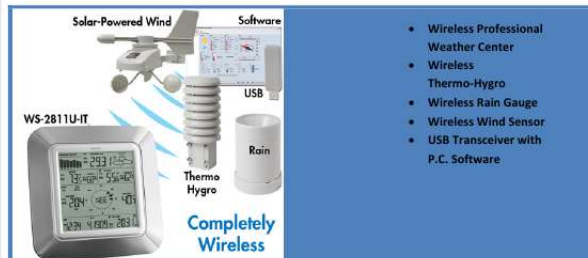 Solar-Powered Wind
Software
USB
WS-2811U-IT
Rain
Thermo
Hygro
Completely
Wireless
• Wireless Professional
Weather Center
• Wireless
Thermo-Hygro
• Wireless Rain Gauge
• Wireless Wind Sensor
• USB Transceiver with
P.C. Software